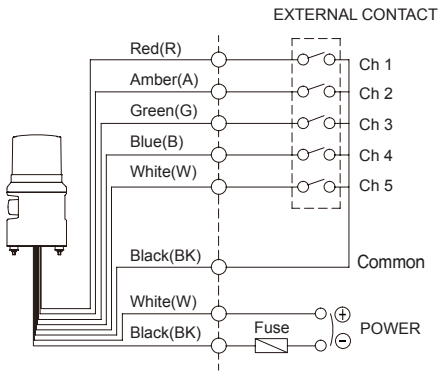 EXTERNAL CONTACT
Red(R)
Ch 1
Amber(A)
Ch 2
Green(G)
Ch 3
Blue(B)
Ch 4
White(W)
Ch 5
Black(BK)
Common
White(W)
+
POWER
Black(BK)
Fuse
−